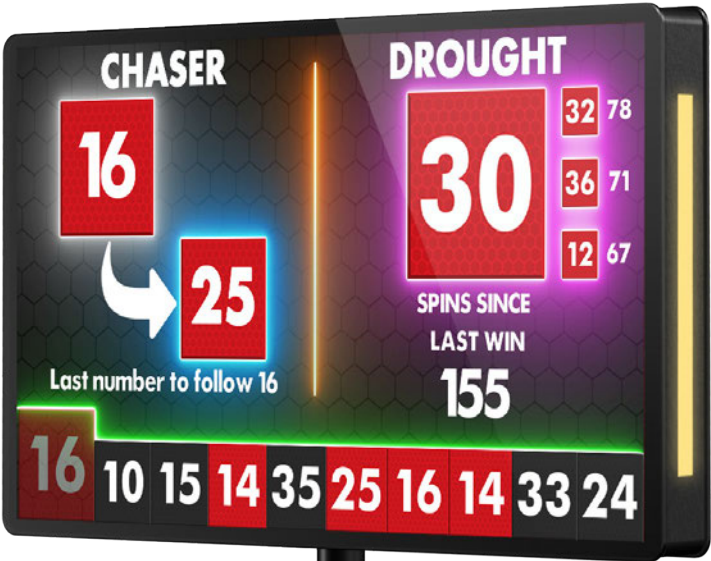 CHASER
16
25
Last number to follow 16
DROUGHT
30
32 78
36 71
12 67
SPINS SINCE
LAST WIN
155
16 10 15 14 35 25 16 14 33 24